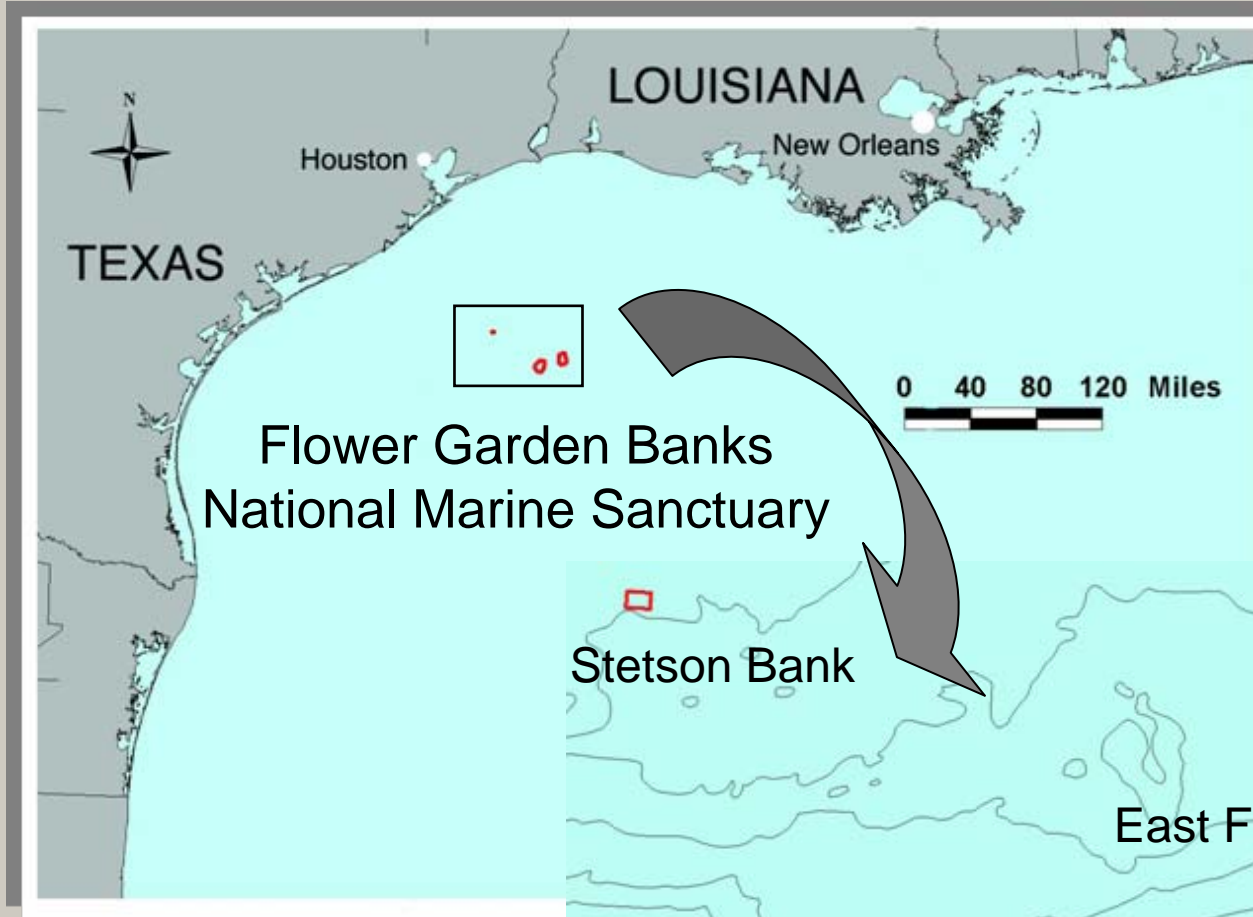 LOUISIANA
N
New Orleans
Houston
TEXAS
0 40 80 120 Miles
Flower Garden Banks
National Marine Sanctuary
Stetson Bank
East F